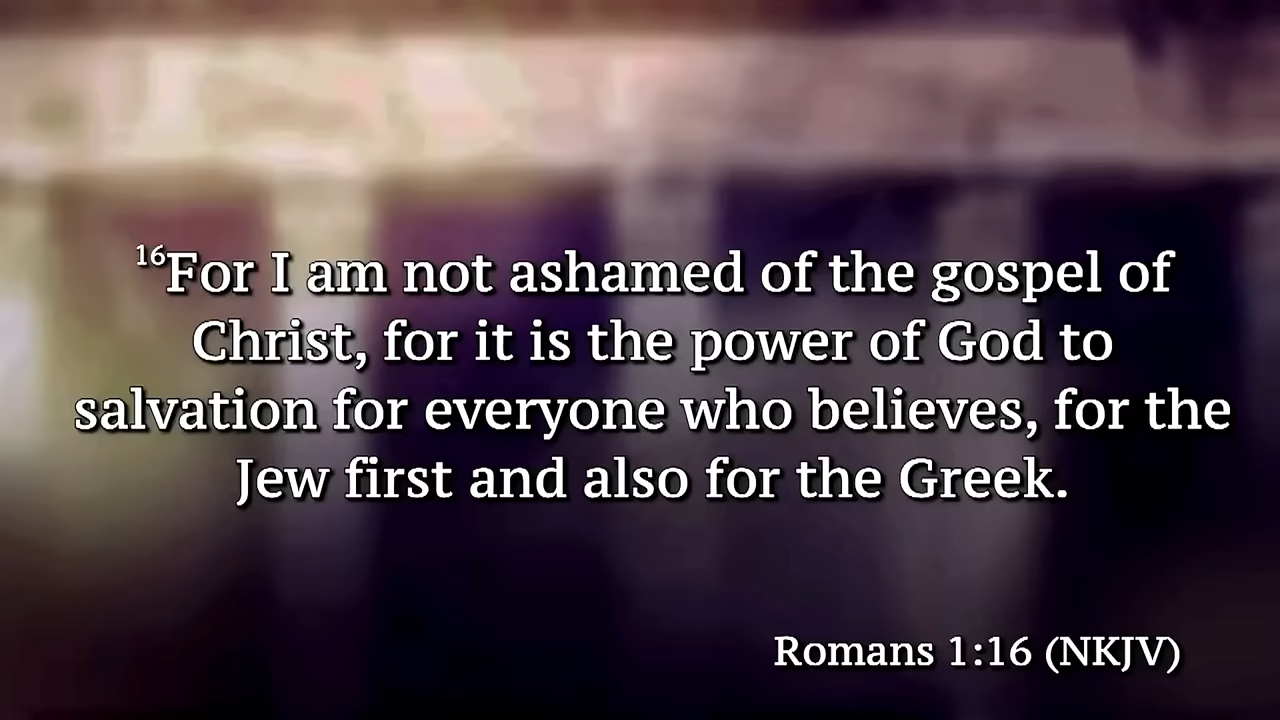 16For I am not ashamed of the gospel of
Christ, for it is the power of God to
salvation for everyone who believes, for the
Jew first and also for the Greek.
Romans 1:16 (NKJV)